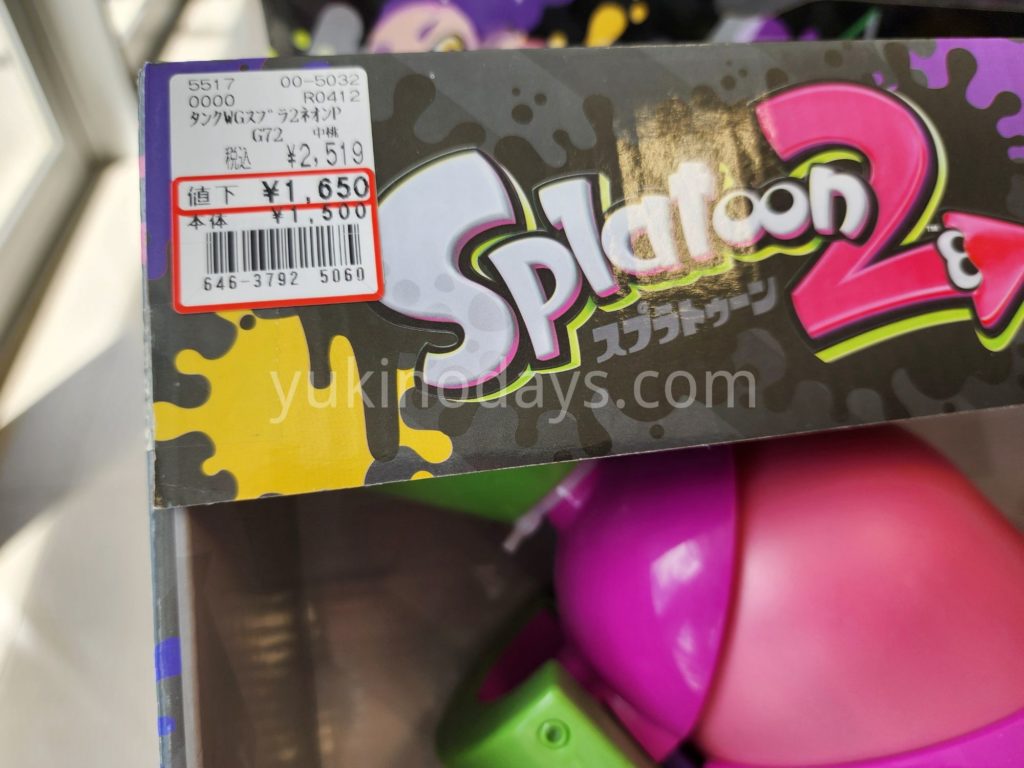 5517 00-5032
0000 R0412
タンクWGスプラ2ネオンP
G72 中桃
税込 ¥2,519
値下 ¥1,650
本体 ¥1,500
646-3792 5060
Splatoon 2
TM
スプラトゥーン
yukinodays.com